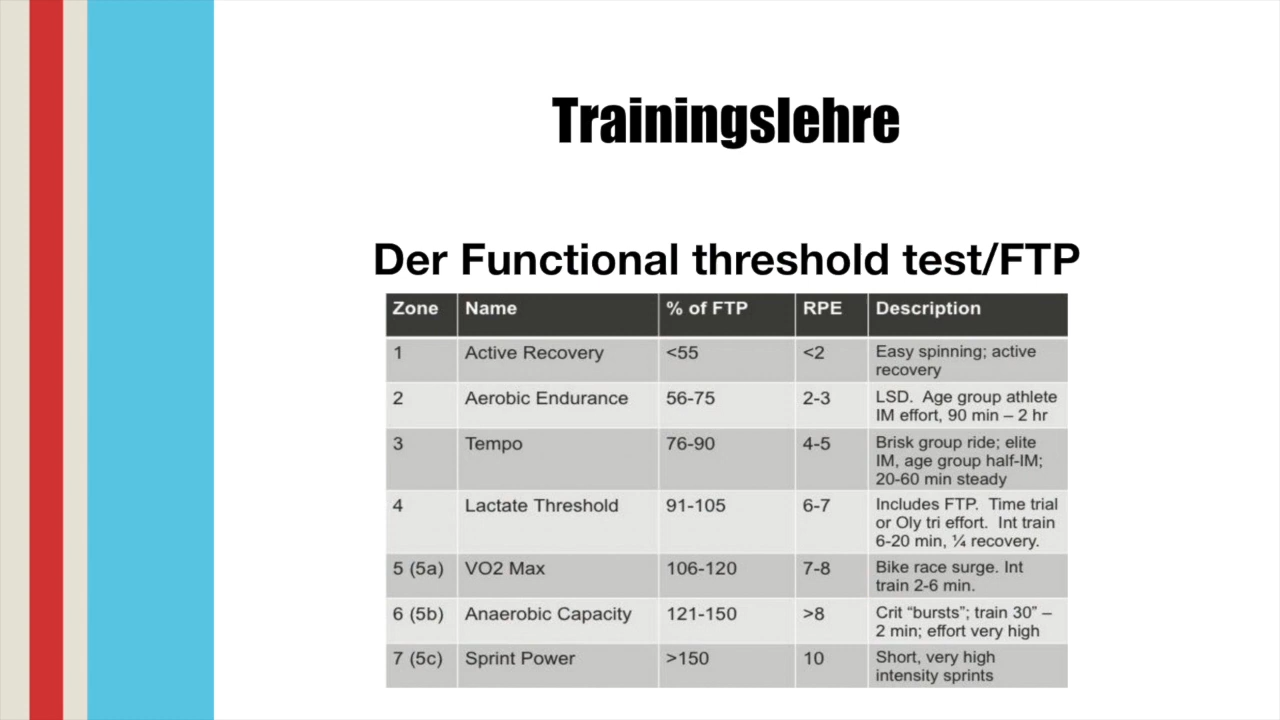 Trainingslehre
Der Functional threshold test/FTP
Zone Name % of FTP RPE Description
1 Active Recovery <55 <2 Easy spinning; active
recovery
2 Aerobic Endurance 56-75 2-3 LSD. Age group athlete
IM effort, 90 min – 2 hr
3 Tempo 76-90 4-5 Brisk group ride; elite
IM, age group half-IM;
20-60 min steady
4 Lactate Threshold 91-105 6-7 Includes FTP. Time trial
or Oly tri effort. Int train
6-20 min, ¼ recovery.
5 (5a) VO2 Max 106-120 7-8 Bike race surge. Int
train 2-6 min.
6 (5b) Anaerobic Capacity 121-150 >8 Crit “bursts”; train 30” –
2 min; effort very high
7 (5c) Sprint Power >150 10 Short, very high
intensity sprints